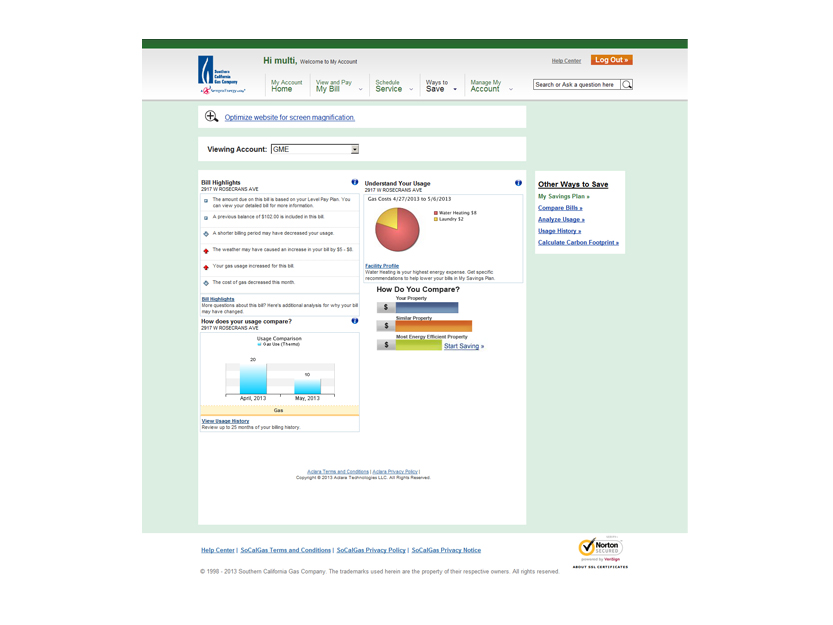 Hi multi, Welcome to My Account
Help Center
Log Out »
Southern
California
Gas Company
My Account
Home
View and Pay
My Bill
Schedule
Service
Ways to
Save
Manage My
Account
Search or Ask a question here
Optimize website for screen magnification.
Viewing Account: GME
Bill Highlights
2917 W ROSECRANS AVE
The amount due on this bill is based on your Level Pay Plan. You
can view your detailed bill for more information.
A previous balance of $102.00 is included in this bill.
A shorter billing period may have decreased your usage.
The weather may have caused an increase in your bill by $5 - $8.
Your gas usage increased for this bill.
The cost of gas decreased this month.
Bill Highlights
More questions about this bill? Here's additional analysis for why your bill
may have changed.
How does your usage compare?
2917 W ROSECRANS AVE
Usage Comparison
Gas Use (Therms)
20
10
April, 2013
May, 2013
Gas
View Usage History
Review up to 25 months of your billing history.
Understand Your Usage
2917 W ROSECRANS AVE
Gas Costs 4/27/2013 to 5/6/2013
Water Heating $8
Laundry $2
Facility Profile
Water Heating is your highest energy expense. Get specific
recommendations to help lower your bills in My Savings Plan.
How Do You Compare?
Your Property
$
Similar Property
$
Most Energy Efficient Property
$
Start Saving »
Other Ways to Save
My Savings Plan »
Compare Bills »
Analyze Usage »
Usage History »
Calculate Carbon Footprint »
Aclara Terms and Conditions | Aclara Privacy Policy |
Copyright © 2013 Aclara Technologies LLC. All Rights Reserved.
Help Center | SoCalGas Terms and Conditions | SoCalGas Privacy Policy | SoCalGas Privacy Notice
© 1998 - 2013 Southern California Gas Company. The trademarks used herein are the property of their respective owners. All rights reserved.
Norton
SECURED
powered by VeriSign
ABOUT SSL CERTIFICATES